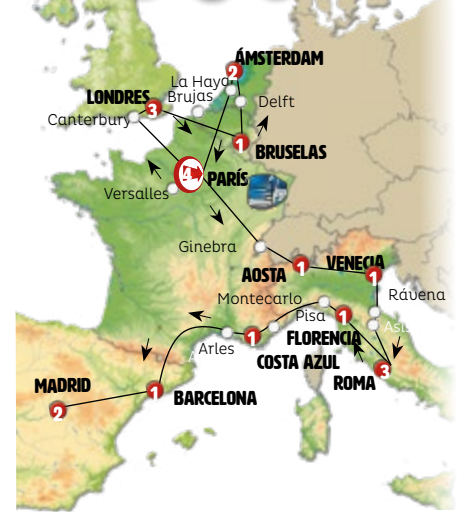 ÁMSTERDAM
2
La Haya
Brujas
Delft
LONDRES
3
Canterbury
1
BRUSELAS
4
PARÍS
Versalles
Ginebra
AOSTA
1
VENECIA
1
Rávena
Montecarlo
Pisa
1
FLORENCIA
Asís
Arles
1
COSTA AZUL
ROMA
3
MADRID
2
1
BARCELONA